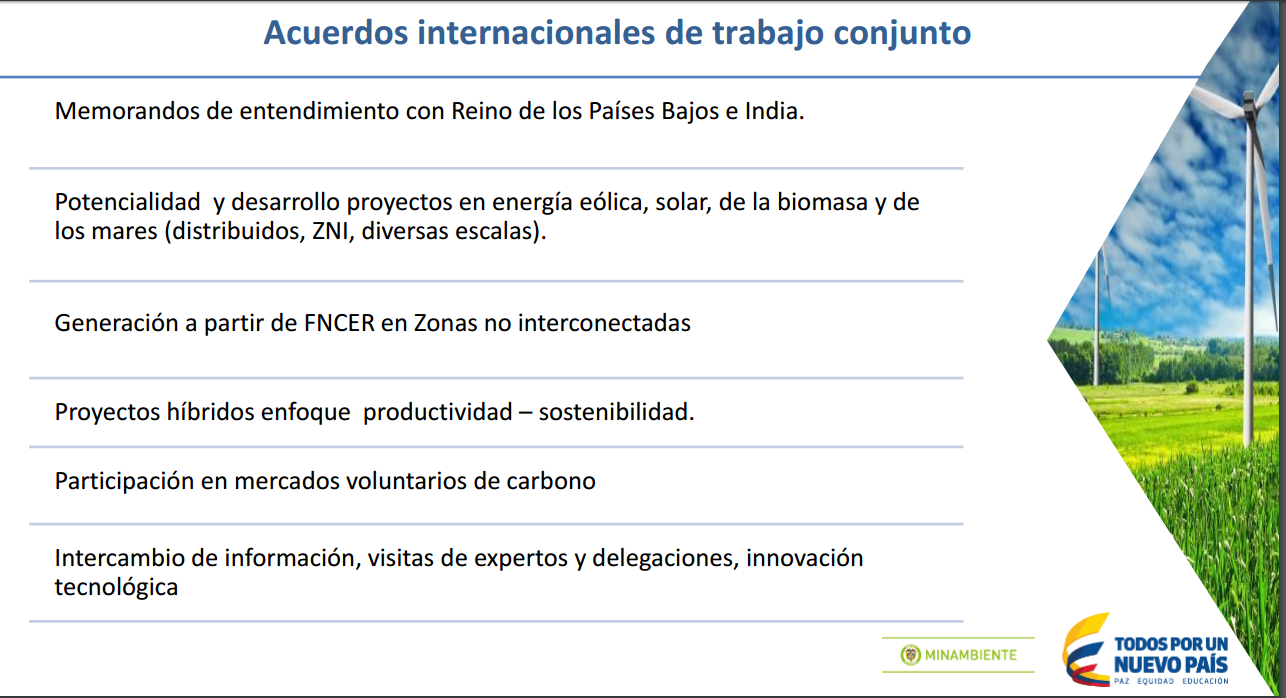 Acuerdos internacionales de trabajo conjunto
Memorandos de entendimiento con Reino de los Países Bajos e India.
Potencialidad y desarrollo proyectos en energía eólica, solar, de la biomasa y de
los mares (distribuidos, ZNI, diversas escalas).
Generación a partir de FNCER en Zonas no interconectadas
Proyectos híbridos enfoque productividad – sostenibilidad.
Participación en mercados voluntarios de carbono
Intercambio de información, visitas de expertos y delegaciones, innovación
tecnológica
MINAMBIENTE
TODOS POR UN
NUEVO PAÍS
PAZ EQUIDAD EDUCACIÓN